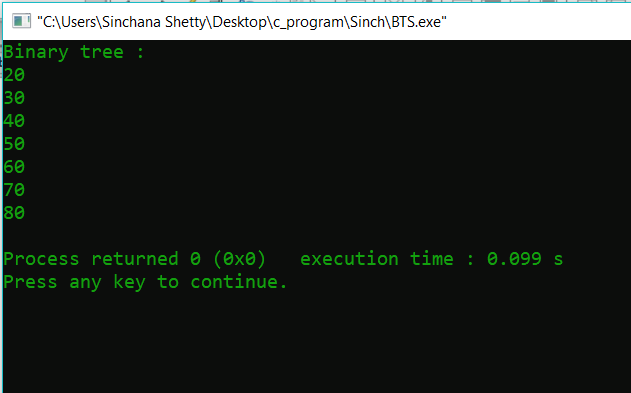 "C:\Users\Sinchana Shetty\Desktop\c_program\Sinch\BTS.exe"
Binary tree :
20
30
40
50
60
70
80
Process returned 0 (0x0)   execution time : 0.099 s
Press any key to continue.